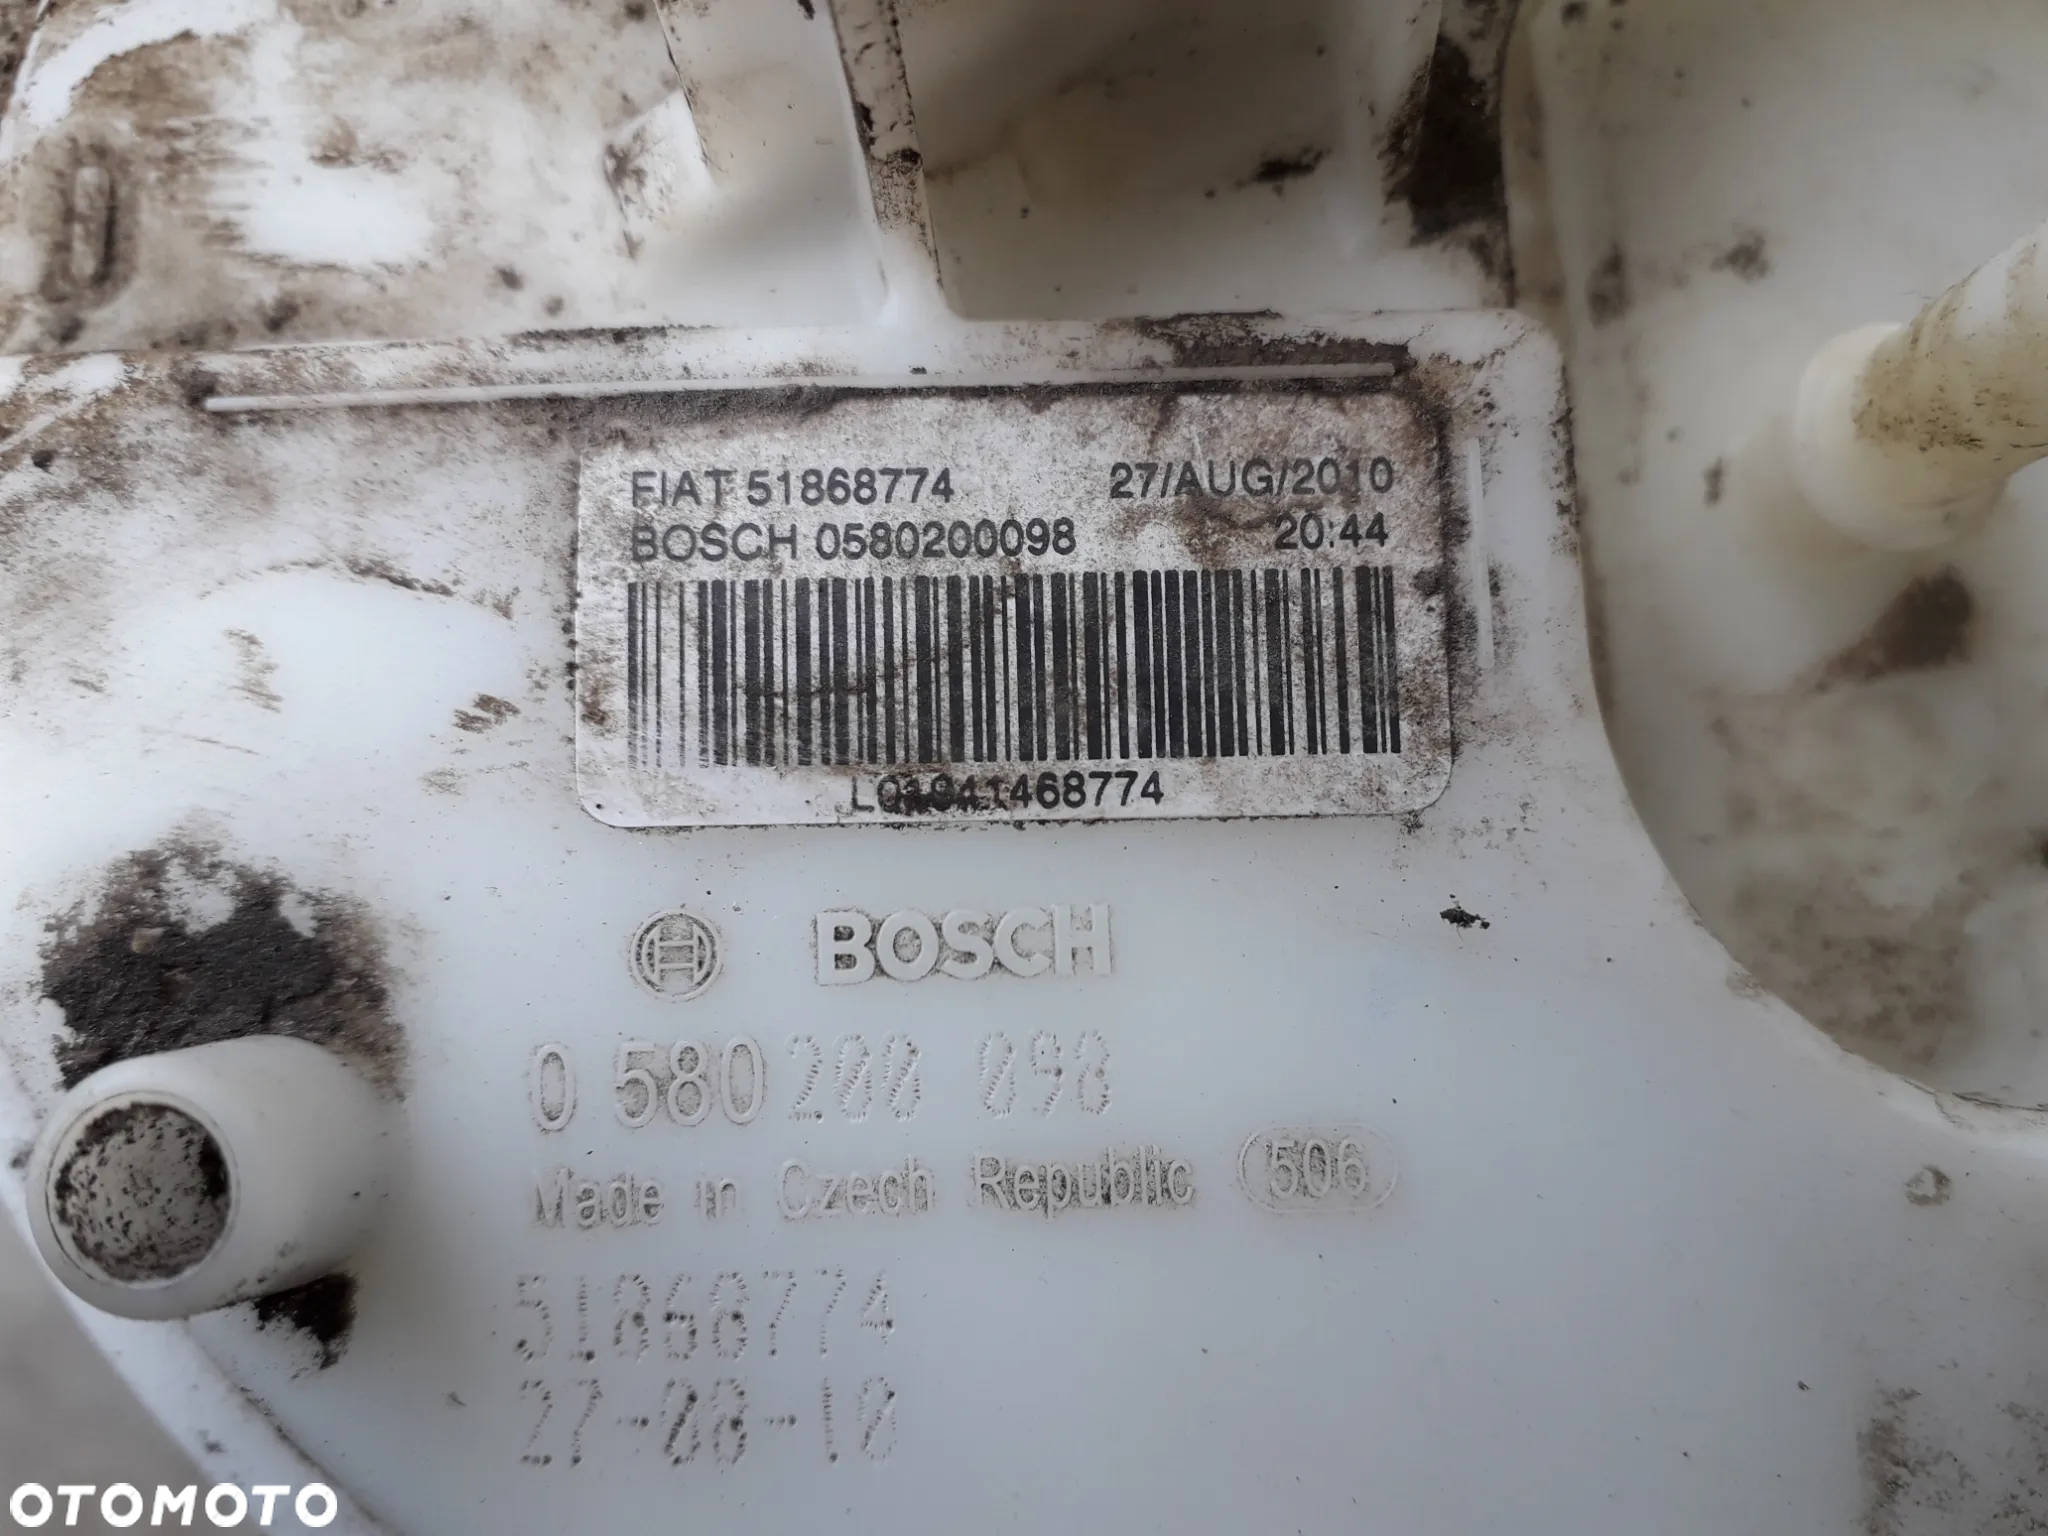 FIAT 51868774 27/AUG/2010
BOSCH 0580200098 20:44
L01941468774
BOSCH
0 580 200 098
Made in Czech Republic 506
51868774
27-08-10
OTOMOTO